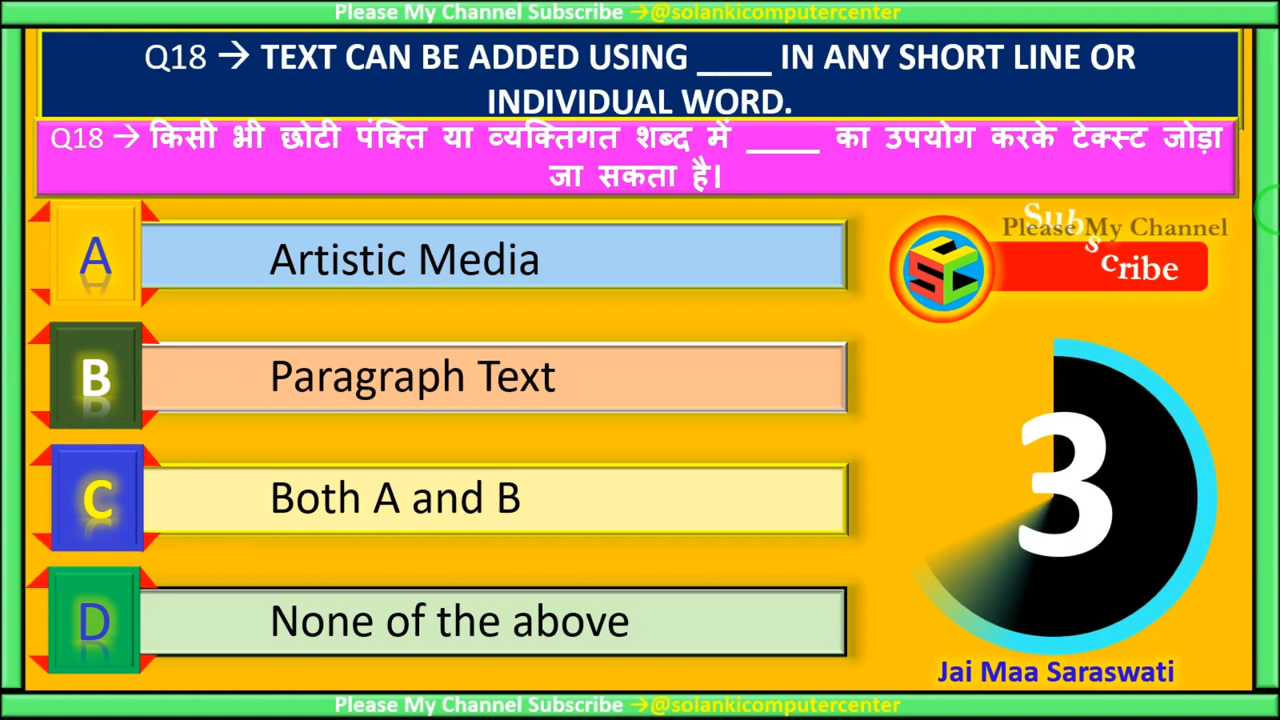 Please My Channel Subscribe →@solankicomputercenter
Q18 → TEXT CAN BE ADDED USING ____ IN ANY SHORT LINE OR
INDIVIDUAL WORD.
Q18 → किसी भी छोटी पंक्ति या व्यक्तिगत शब्द में ____ का उपयोग करके टेक्स्ट जोड़ा
जा सकता है।
A Artistic Media
B Paragraph Text
C Both A and B
D None of the above
SCC
Please My Channel
Subscribe
3
Jai Maa Saraswati
Please My Channel Subscribe →@solankicomputercenter